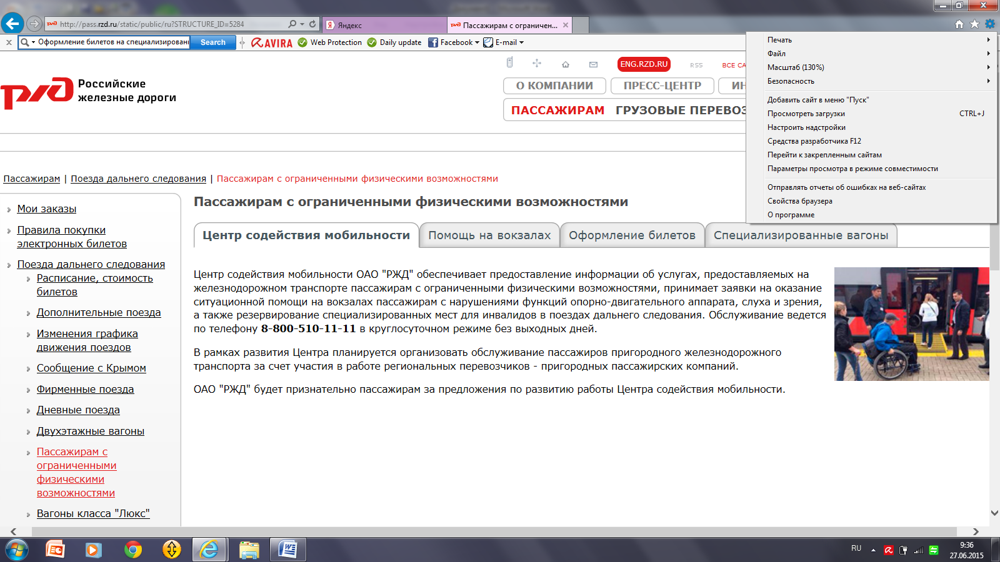 http://pass.rzd.ru/static/public/ru?STRUCTURE_ID=5284
Яндекс
Пассажирам с ограничен...
Оформление билетов на специализирован
Search
AVIRA
Web Protection
Daily update
Facebook
E-mail
Печать
Файл
Масштаб (130%)
Безопасность
Добавить сайт в меню "Пуск"
Просмотреть загрузки CTRL+J
Настроить надстройки
Средства разработчика F12
Перейти к закрепленным сайтам
Параметры просмотра в режиме совместимости
Отправлять отчеты об ошибках на веб-сайтах
Свойства браузера
О программе
Российские
железные дороги
ENG.RZD.RU
RSS
ВСЕ СА
О КОМПАНИИ
ПРЕСС-ЦЕНТР
ИН
ПАССАЖИРАМ
ГРУЗОВЫЕ ПЕРЕВОЗ
Пассажирам | Поезда дальнего следования | Пассажирам с ограниченными физическими возможностями
Мои заказы
Правила покупки
электронных билетов
Поезда дальнего следования
Расписание, стоимость
билетов
Дополнительные поезда
Изменения графика
движения поездов
Сообщение с Крымом
Фирменные поезда
Дневные поезда
Двухэтажные вагоны
Пассажирам с
ограниченными
физическими
возможностями
Вагоны класса "Люкс"
Пассажирам с ограниченными физическими возможностями
Центр содействия мобильности
Помощь на вокзалах
Оформление билетов
Специализированные вагоны
Центр содействия мобильности ОАО "РЖД" обеспечивает предоставление информации об услугах, предоставляемых на
железнодорожном транспорте пассажирам с ограниченными физическими возможностями, принимает заявки на оказание
ситуационной помощи на вокзалах пассажирам с нарушениями функций опорно-двигательного аппарата, слуха и зрения,
а также резервирование специализированных мест для инвалидов в поездах дальнего следования. Обслуживание ведется
по телефону 8-800-510-11-11 в круглосуточном режиме без выходных дней.
В рамках развития Центра планируется организовать обслуживание пассажиров пригородного железнодорожного
транспорта за счет участия в работе региональных перевозчиков - пригородных пассажирских компаний.
ОАО "РЖД" будет признательно пассажирам за предложения по развитию работы Центра содействия мобильности.
RU
9:36
27.06.2015